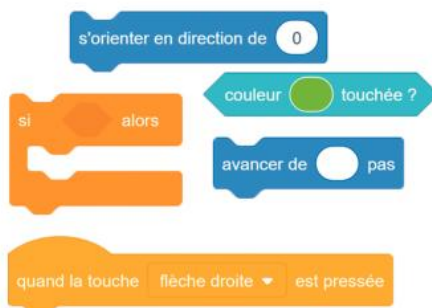 s'orienter en direction de 0
couleur touchée ?
si alors
avancer de pas
quand la touche flèche droite est pressée